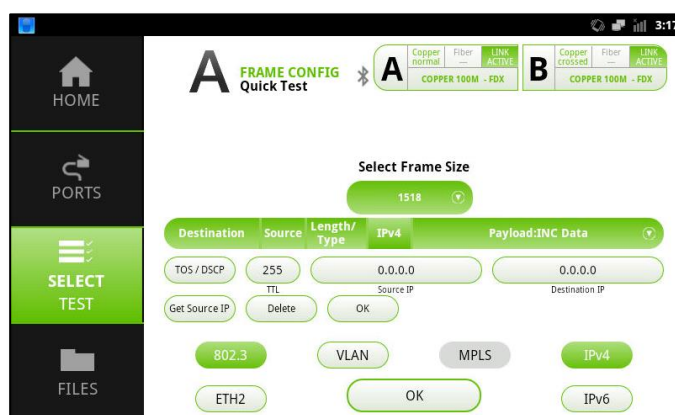 3:17
HOME
PORTS
SELECT
TEST
FILES
A
FRAME CONFIG
Quick Test
A
Copper
normal
Fiber
---
LINK
ACTIVE
COPPER 100M - FDX
B
Copper
crossed
Fiber
---
LINK
ACTIVE
COPPER 100M - FDX
Select Frame Size
1518
Destination Source Length/
Type IPv4 Payload:INC Data
TOS / DSCP 255 0.0.0.0 0.0.0.0
TTL Source IP Destination IP
Get Source IP Delete OK
802.3 VLAN MPLS IPv4
ETH2 OK IPv6